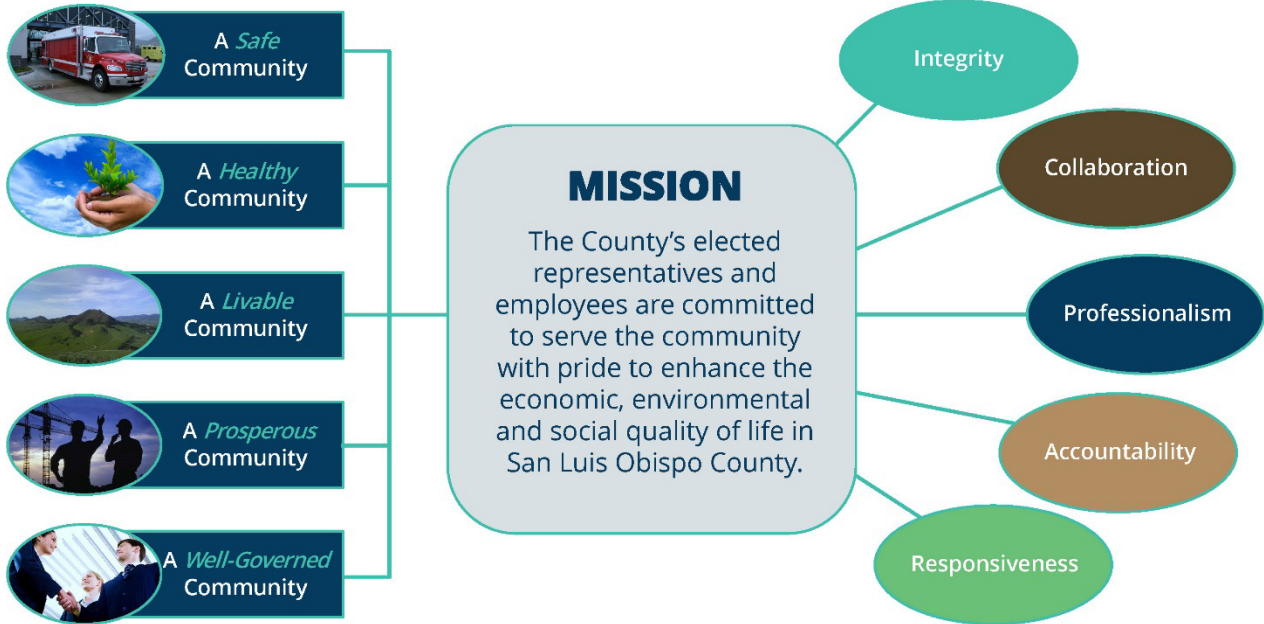 A Safe
Community
A Healthy
Community
A Livable
Community
A Prosperous
Community
A Well-Governed
Community
MISSION
The County’s elected
representatives and
employees are committed
to serve the community
with pride to enhance the
economic, environmental
and social quality of life in
San Luis Obispo County.
Integrity
Collaboration
Professionalism
Accountability
Responsiveness